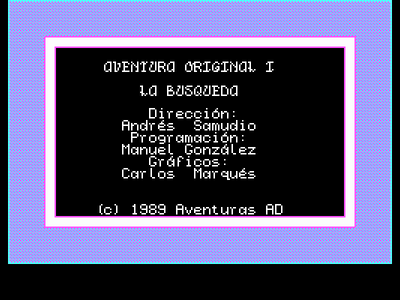 AVENTURA ORIGINAL I
LA BUSQUEDA
Dirección:
Andrés Samudio
Programación:
Manuel González
Gráficos:
Carlos Marqués
(c) 1989 Aventuras AD